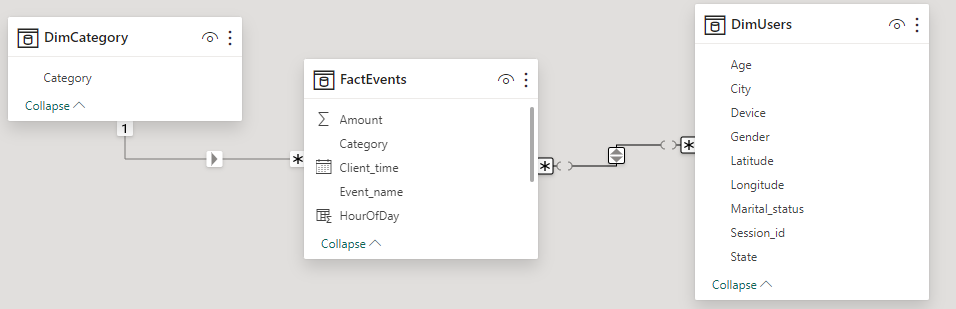 DimCategory
Category
Collapse
1
*
FactEvents
Amount
Category
Client_time
Event_name
HourOfDay
Collapse
*
*
DimUsers
Age
City
Device
Gender
Latitude
Longitude
Marital_status
Session_id
State
Collapse